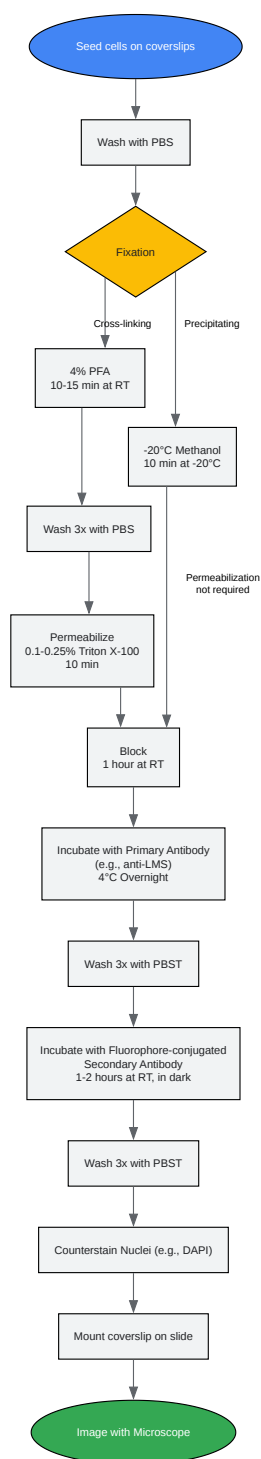 Seed cells on coverslips
Wash with PBS
Fixation
Cross-linking
Precipitating
4% PFA
10-15 min at RT
-20°C Methanol
10 min at -20°C
Wash 3x with PBS
Permeabilization
not required
Permeabilize
0.1-0.25% Triton X-100
10 min
Block
1 hour at RT
Incubate with Primary Antibody
(e.g., anti-LMS)
4°C Overnight
Wash 3x with PBST
Incubate with Fluorophore-conjugated
Secondary Antibody
1-2 hours at RT, in dark
Wash 3x with PBST
Counterstain Nuclei (e.g., DAPI)
Mount coverslip on slide
Image with Microscope